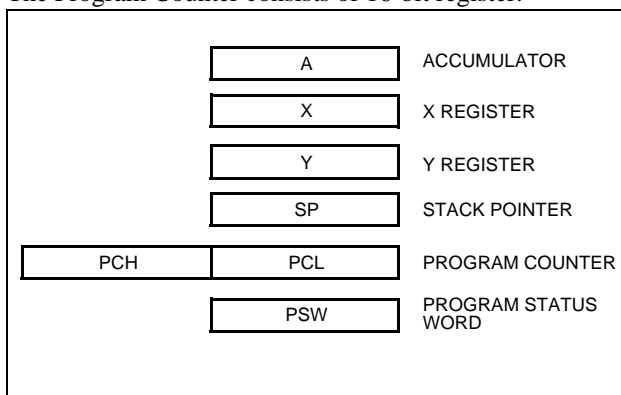 The Program Counter consists of 16-bit register.
A ACCUMULATOR
X X REGISTER
Y Y REGISTER
SP STACK POINTER
PCH PCL PROGRAM COUNTER
PSW PROGRAM STATUS
WORD